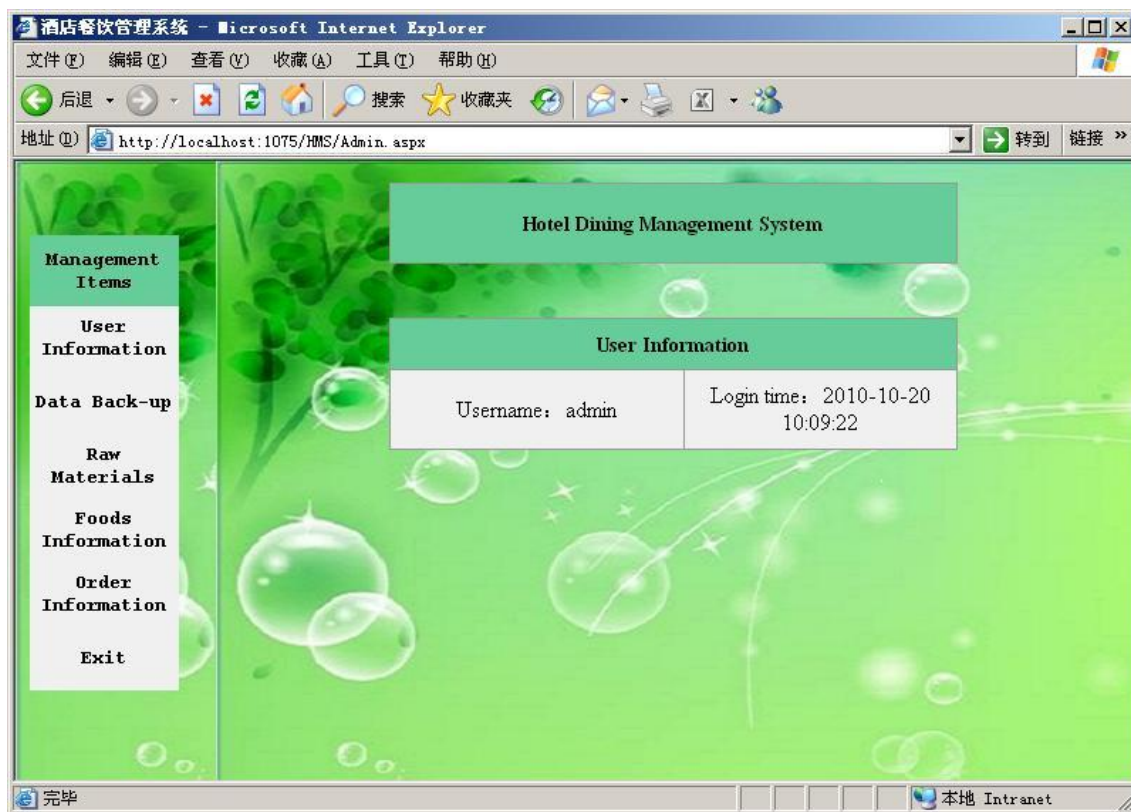 酒店餐饮管理系统 - Microsoft Internet Explorer
文件(F) 编辑(E) 查看(V) 收藏(A) 工具(T) 帮助(H)
后退 搜索 收藏夹
地址(D) http://localhost:1075/HMS/Admin.aspx 转到 链接 »
Hotel Dining Management System
Management
Items
User
Information
Data Back-up
Raw
Materials
Foods
Information
Order
Information
Exit
User Information
Username：admin
Login time：2010-10-20
10:09:22
完毕 本地 Intranet